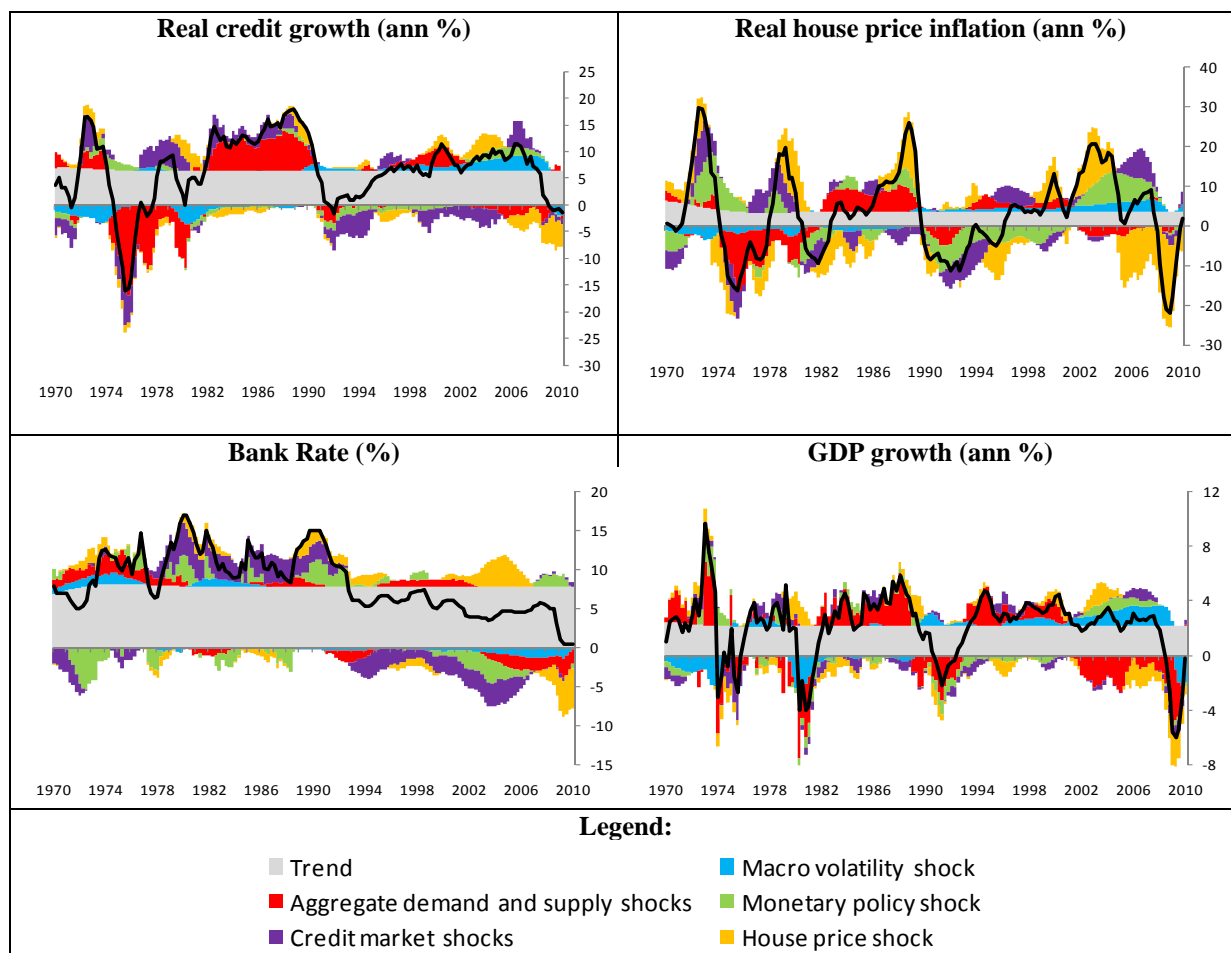 Real credit growth (ann %)
25
20
15
10
5
0
-5
-10
-15
-20
-25
-30
1970 1974 1978 1982 1986 1990 1994 1998 2002 2006 2010
Real house price inflation (ann %)
40
30
20
10
0
-10
-20
-30
1970 1974 1978 1982 1986 1990 1994 1998 2002 2006 2010
Bank Rate (%)
20
15
10
5
0
-5
-10
-15
1970 1974 1978 1982 1986 1990 1994 1998 2002 2006 2010
GDP growth (ann %)
12
8
4
0
-4
-8
1970 1974 1978 1982 1986 1990 1994 1998 2002 2006 2010
Legend:
Trend
Macro volatility shock
Aggregate demand and supply shocks
Monetary policy shock
Credit market shocks
House price shock